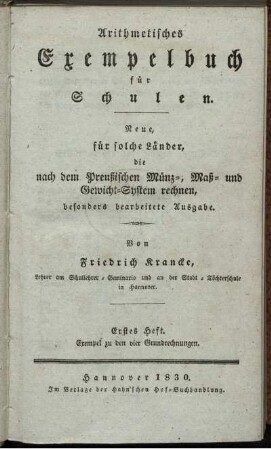 Arithmetisches
Exempelbuch
für
Schulen.
Neue,
für solche Länder,
die
nach dem Preußischen Münz-, Maß- und
Gewicht-System rechnen,
besonders bearbeitete Ausgabe.
Von
Friedrich Krancke,
Lehrer am Schullehrer-Seminario und an der Stadt-Töchterschule
in Hannover.
Erstes Heft.
Exempel zu den vier Grundrechnungen.
Hannover 1830.
Im Verlage der Hahn'schen Hof-Buchhandlung.